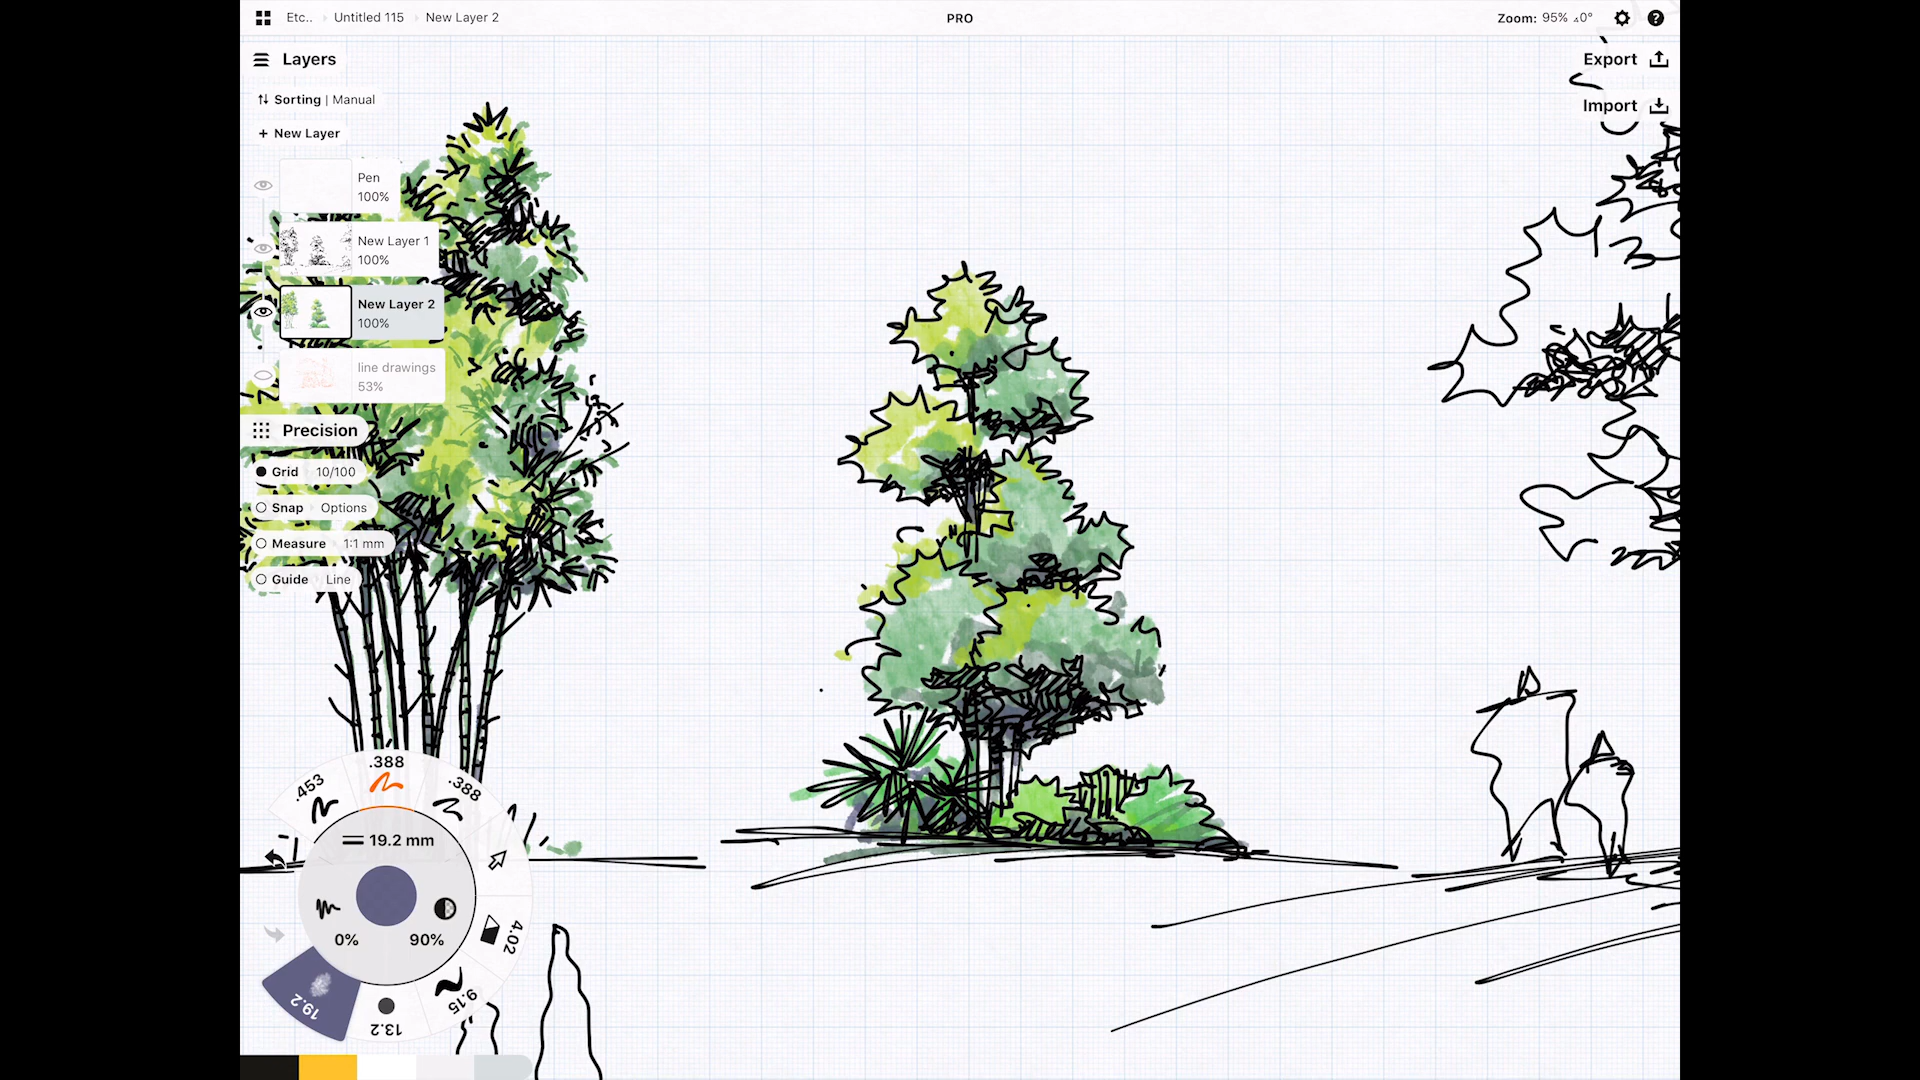 Etc.. Untitled 115 New Layer 2
PRO
Zoom: 95% 0°
Layers
Export
Sorting | Manual
Import
+ New Layer
Pen
100%
New Layer 1
100%
New Layer 2
100%
line drawings
53%
Precision
Grid 10/100
Snap Options
Measure 1:1 mm
Guide Line
.453
.388
.388
19.2 mm
0%
90%
4.02
9.15
13.2
19.2